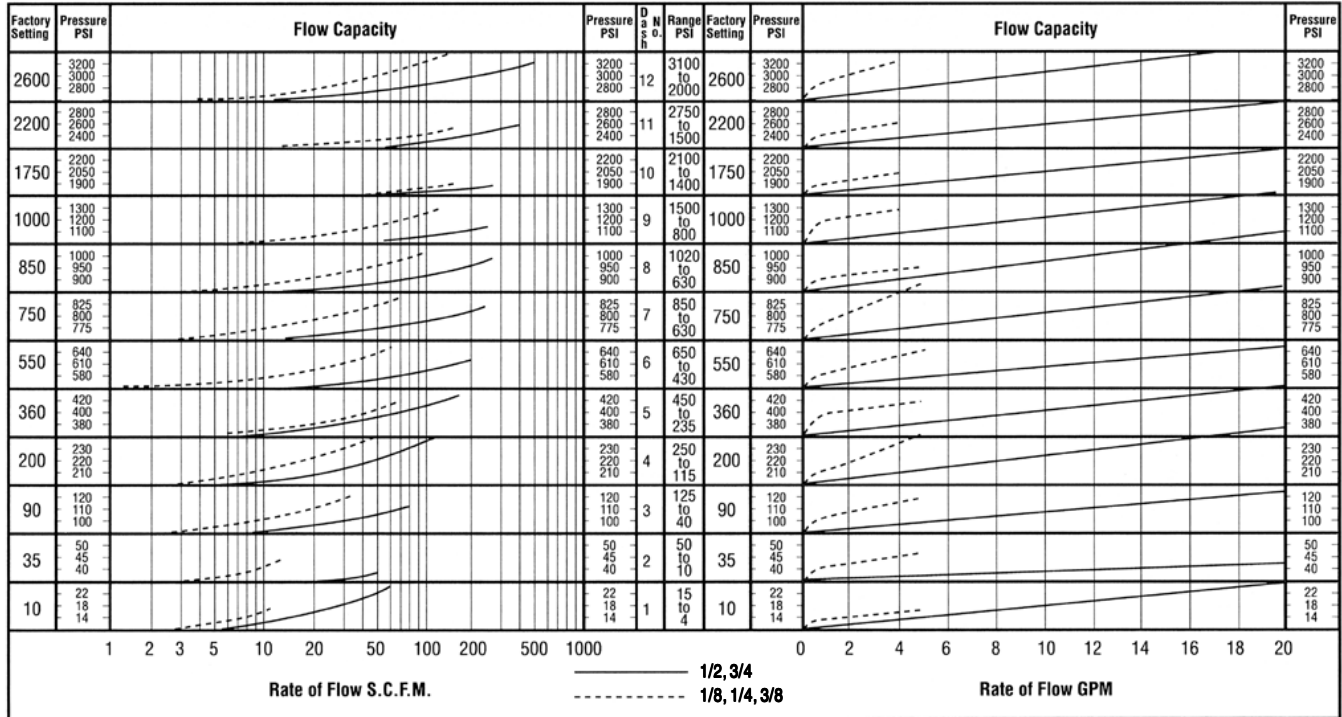 Factory Setting Pressure PSI Flow Capacity Pressure PSI Dash No. Range PSI Factory Setting Pressure PSI Flow Capacity Pressure PSI
2600 3200 3000 2800 3200 3000 2800 12 3100 to 2000 2600 3200 3000 2800 3200 3000 2800
2200 2800 2600 2400 2800 2600 2400 11 2750 to 1500 2200 2800 2600 2400 2800 2600 2400
1750 2200 2050 1900 2200 2050 1900 10 2100 to 1400 1750 2200 2050 1900 2200 2050 1900
1000 1300 1200 1100 1300 1200 1100 9 1500 to 800 1000 1300 1200 1100 1300 1200 1100
850 1000 950 900 1000 950 900 8 1020 to 630 850 1000 950 900 1000 950 900
750 825 800 775 825 800 775 7 850 to 630 750 825 800 775 825 800 775
550 640 610 580 640 610 580 6 650 to 430 550 640 610 580 640 610 580
360 420 400 380 420 400 380 5 450 to 235 360 420 400 380 420 400 380
200 230 220 210 230 220 210 4 250 to 115 200 230 220 210 230 220 210
90 120 110 100 120 110 100 3 125 to 40 90 120 110 100 120 110 100
35 50 45 40 50 45 40 2 50 to 10 35 50 45 40 50 45 40
10 22 18 14 22 18 14 1 15 to 4 10 22 18 14 22 18 14
1 2 3 5 10 20 50 100 200 500 1000 0 2 4 6 8 10 12 14 16 18 20
1/2, 3/4
Rate of Flow S.C.F.M. 1/8, 1/4, 3/8 Rate of Flow GPM